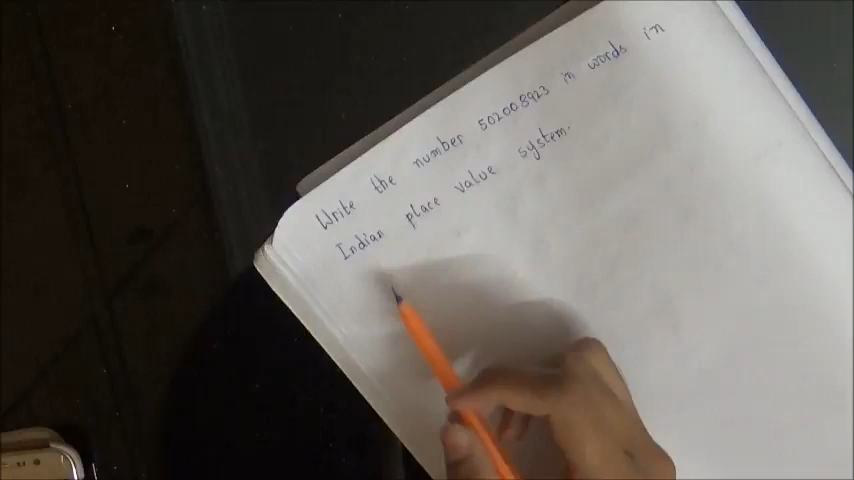 Write the number 502008923 in words in
Indian place value system.